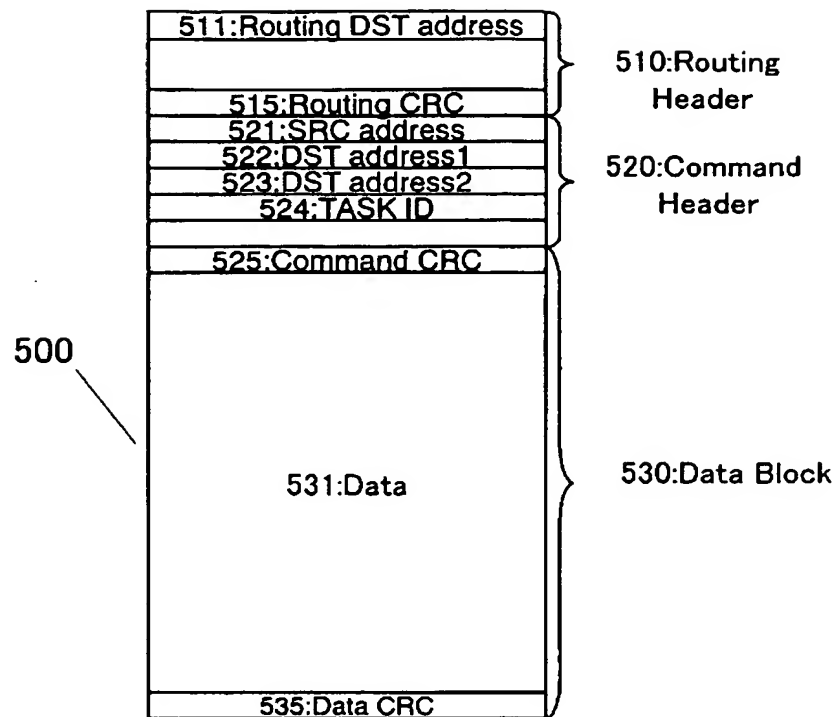 511:Routing DST address
515:Routing CRC
510:Routing
Header
521:SRC address
522:DST address1
523:DST address2
524:TASK ID
520:Command
Header
525:Command CRC
500
531:Data
530:Data Block
535:Data CRC